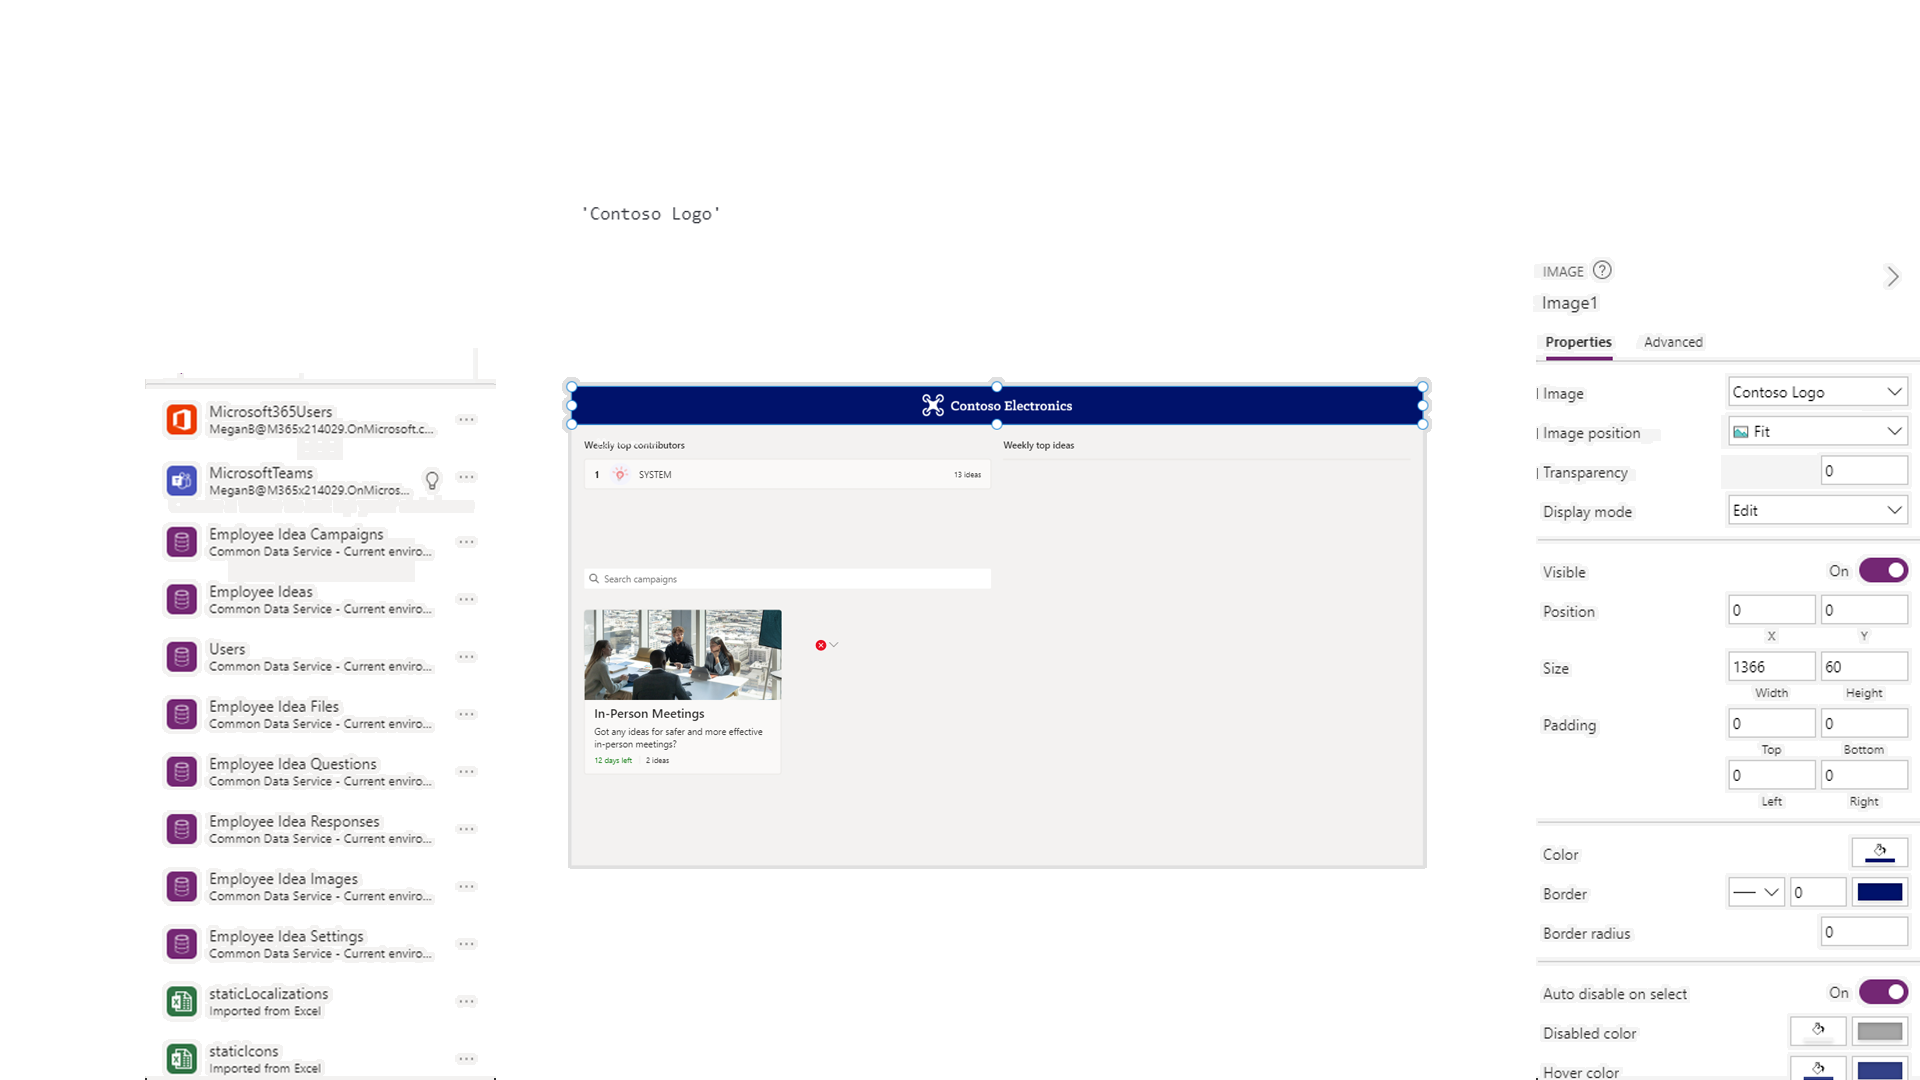 'Contoso Logo'
Microsoft365Users
MeganB@M365x214029.OnMicrosoft.c...
MicrosoftTeams
MeganB@M365x214029.OnMicros...
Employee Idea Campaigns
Common Data Service - Current enviro...
Employee Ideas
Common Data Service - Current enviro...
Users
Common Data Service - Current enviro...
Employee Idea Files
Common Data Service - Current enviro...
Employee Idea Questions
Common Data Service - Current enviro...
Employee Idea Responses
Common Data Service - Current enviro...
Employee Idea Images
Common Data Service - Current enviro...
Employee Idea Settings
Common Data Service - Current enviro...
staticLocalizations
Imported from Excel
staticIcons
Imported from Excel
Contoso Electronics
Weekly top contributors
1 SYSTEM 13 ideas
Weekly top ideas
Search campaigns
In-Person Meetings
Got any ideas for safer and more effective
in-person meetings?
12 days left 2 ideas
IMAGE ?
Image1
Properties Advanced
Image Contoso Logo
Image position Fit
Transparency 0
Display mode Edit
Visible On
Position 0 0
X Y
Size 1366 60
Width Height
Padding 0 0
Top Bottom
0 0
Left Right
Color
Border 0
Border radius 0
Auto disable on select On
Disabled color
Hover color